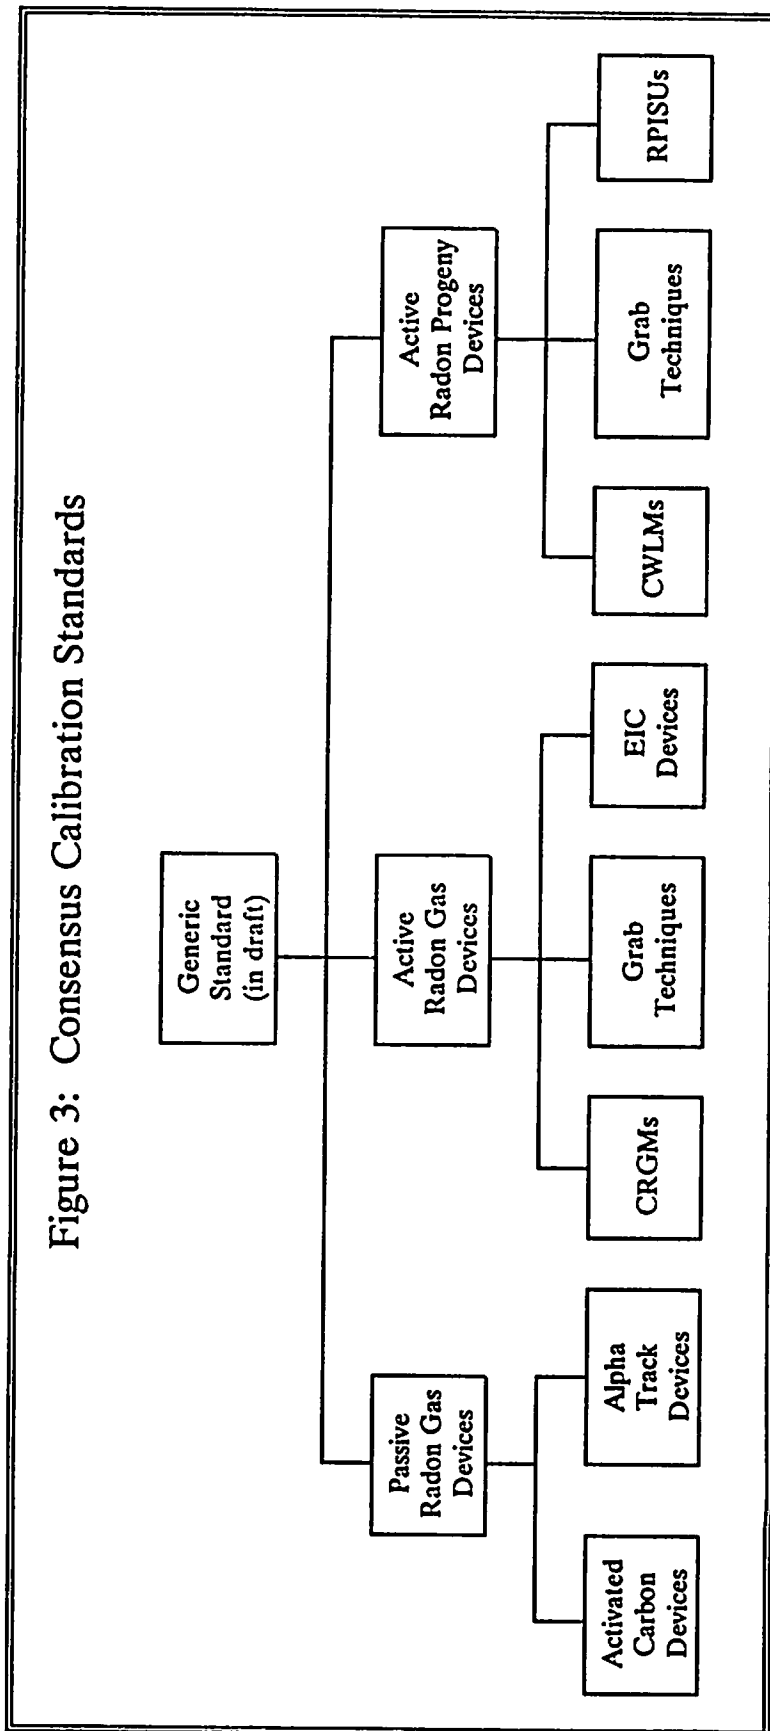 Figure 3: Consensus Calibration Standards
Generic
Standard
(in draft)
Passive
Radon Gas
Devices
Active
Radon Gas
Devices
Active
Radon Progeny
Devices
Activated
Carbon
Devices
Alpha
Track
Devices
CRGMs
Grab
Techniques
EIC
Devices
CWLMs
Grab
Techniques
RPISUs